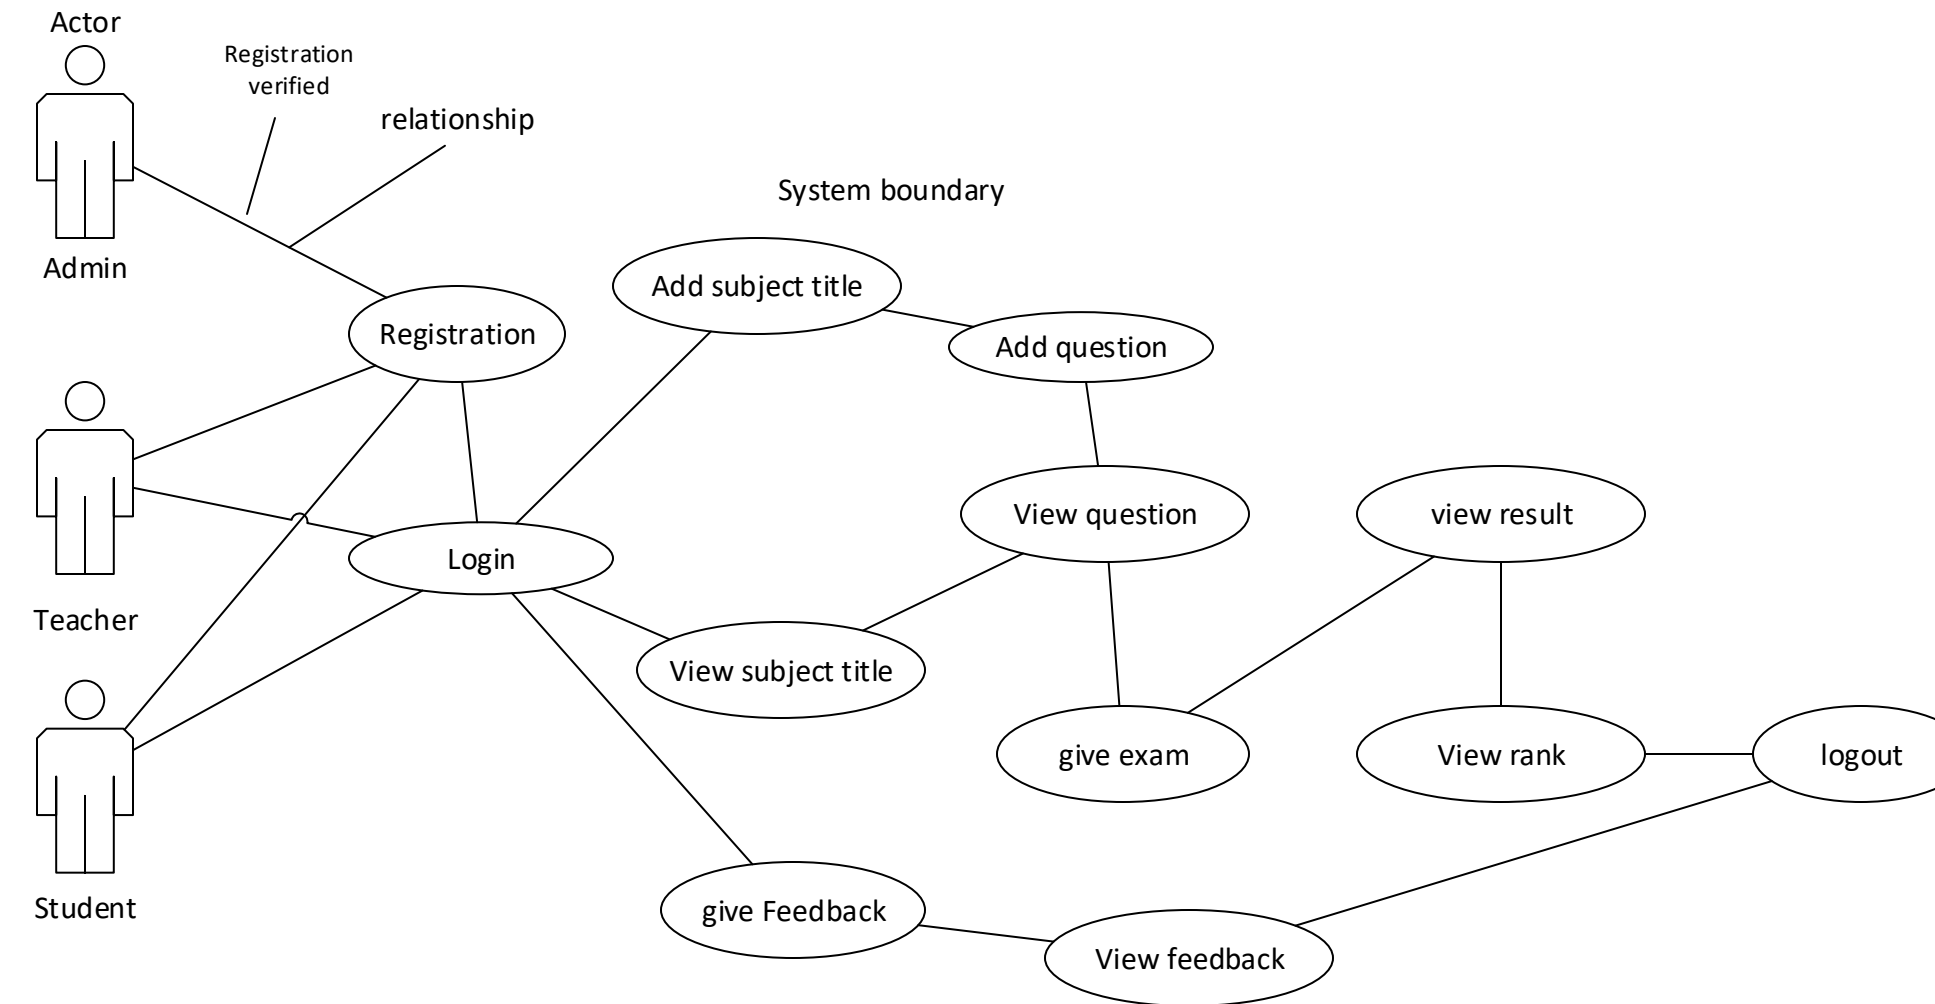 Actor
Registration
verified
relationship
System boundary
Admin
Add subject title
Registration
Add question
View question
view result
Login
Teacher
View subject title
give exam
View rank
logout
Student
give Feedback
View feedback